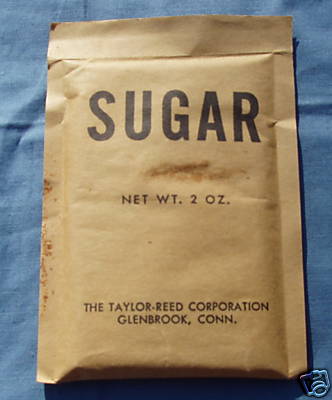 SUGAR
NET WT. 2 OZ.
THE TAYLOR-REED CORPORATION
GLENBROOK, CONN.